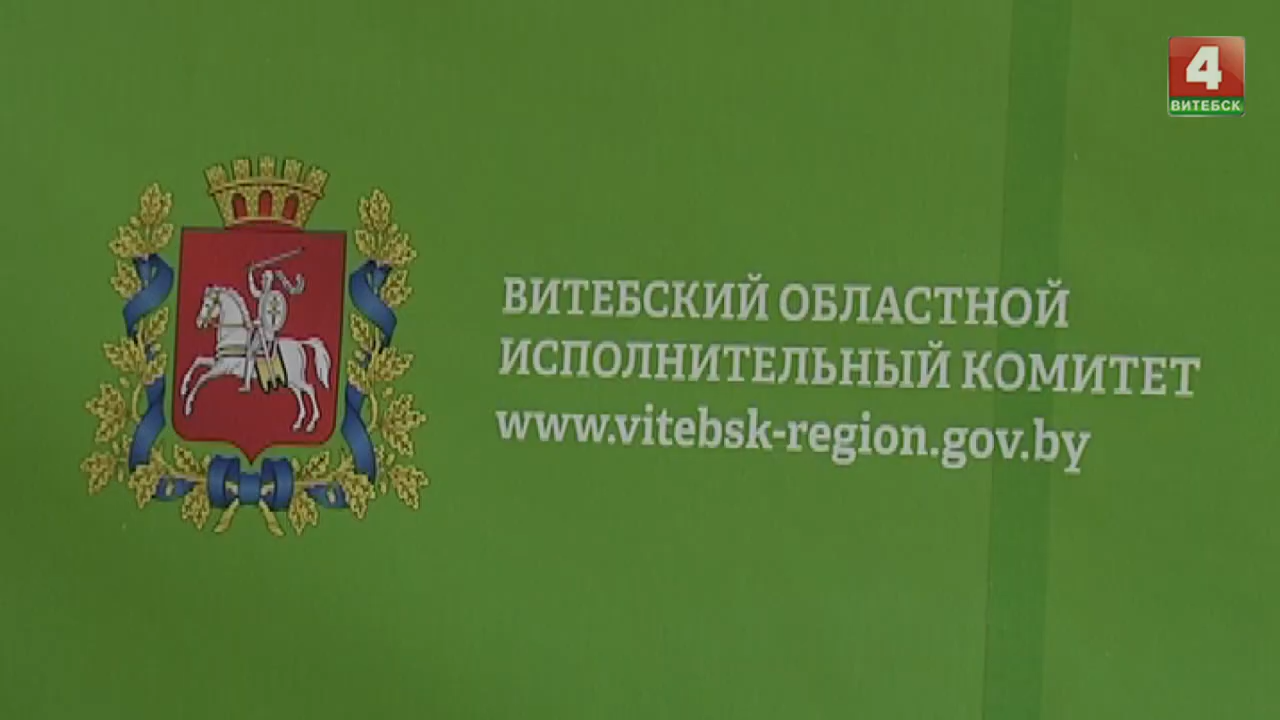 4
ВИТЕБСК
ВИТЕБСКИЙ ОБЛАСТНОЙ
ИСПОЛНИТЕЛЬНЫЙ КОМИТЕТ
www.vitebsk-region.gov.by